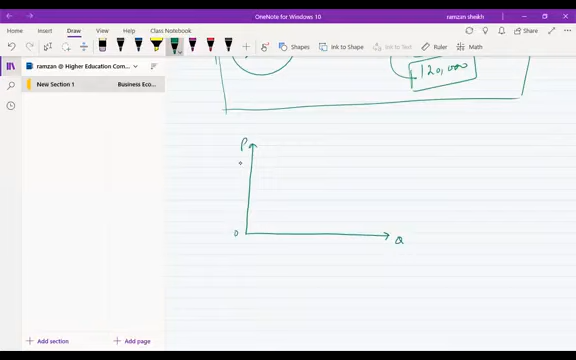 OneNote for Windows 10
ramzan sheikh
Home Insert Draw View Help Class Notebook
Share
Shapes Ink to Shape Ink to Text Ruler Math
ramzan @ Higher Education Com...
New Section 1
Business Eco...
120,000
P
0
Q
+ Add section
+ Add page